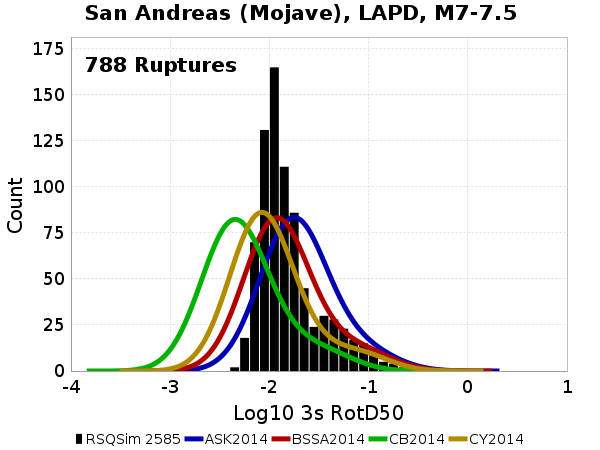 San Andreas (Mojave), LAPD, M7-7.5
788 Ruptures
175
150
125
100
75
50
25
0
Count
-4 -3 -2 -1 0 1
Log10 3s RotD50
RSQSim 2585 ASK2014 BSSA2014 CB2014 CY2014